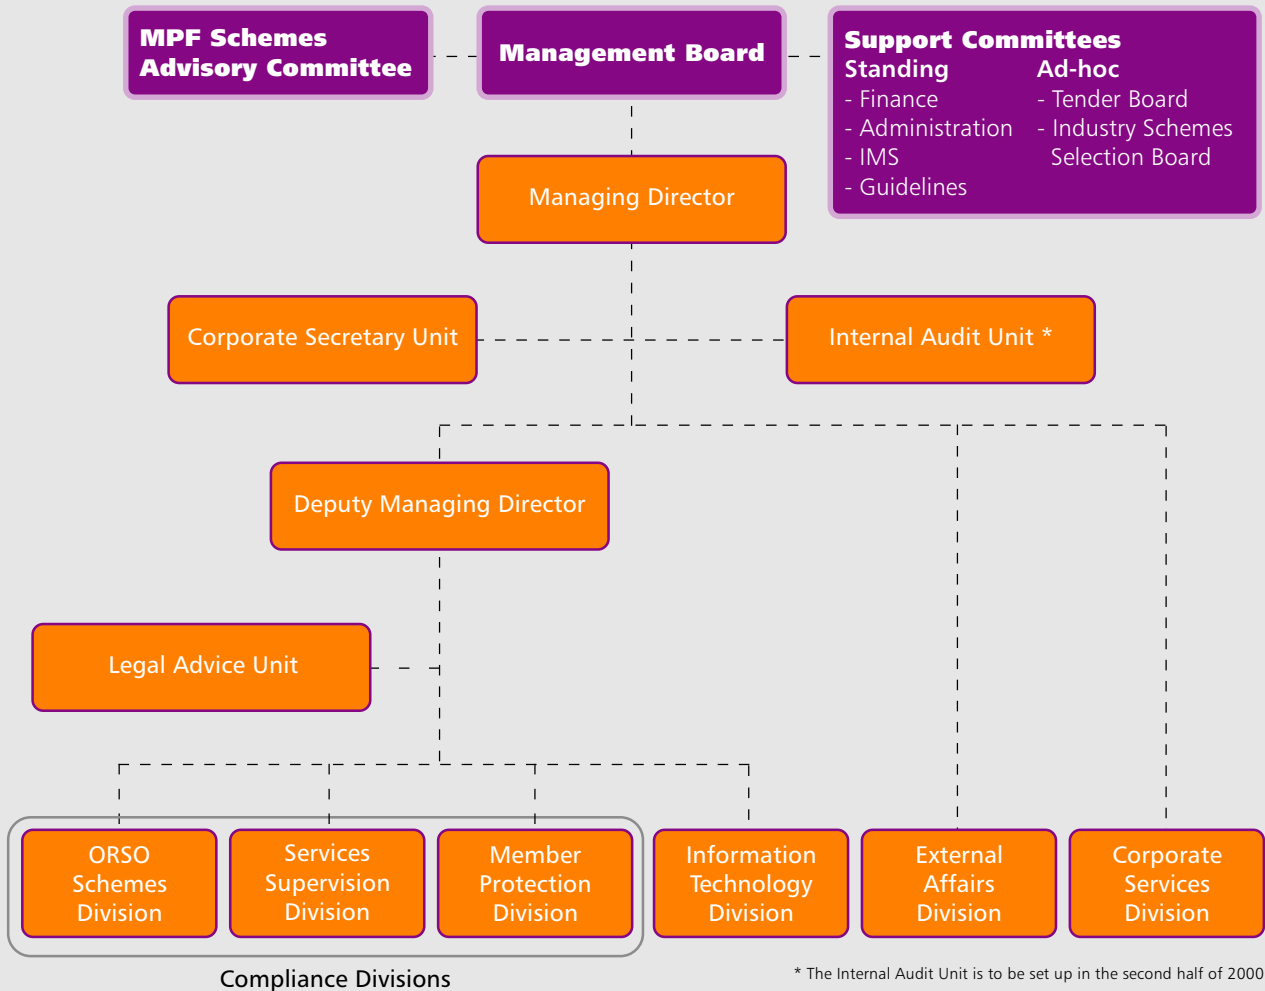 MPF Schemes
Advisory Committee
Management Board
Support Committees
Standing
- Finance
- Administration
- IMS
- Guidelines
Ad-hoc
- Tender Board
- Industry Schemes
Selection Board
Managing Director
Corporate Secretary Unit
Internal Audit Unit *
Deputy Managing Director
Legal Advice Unit
ORSO
Schemes
Division
Services
Supervision
Division
Member
Protection
Division
Information
Technology
Division
External
Affairs
Division
Corporate
Services
Division
Compliance Divisions
* The Internal Audit Unit is to be set up in the second half of 2000